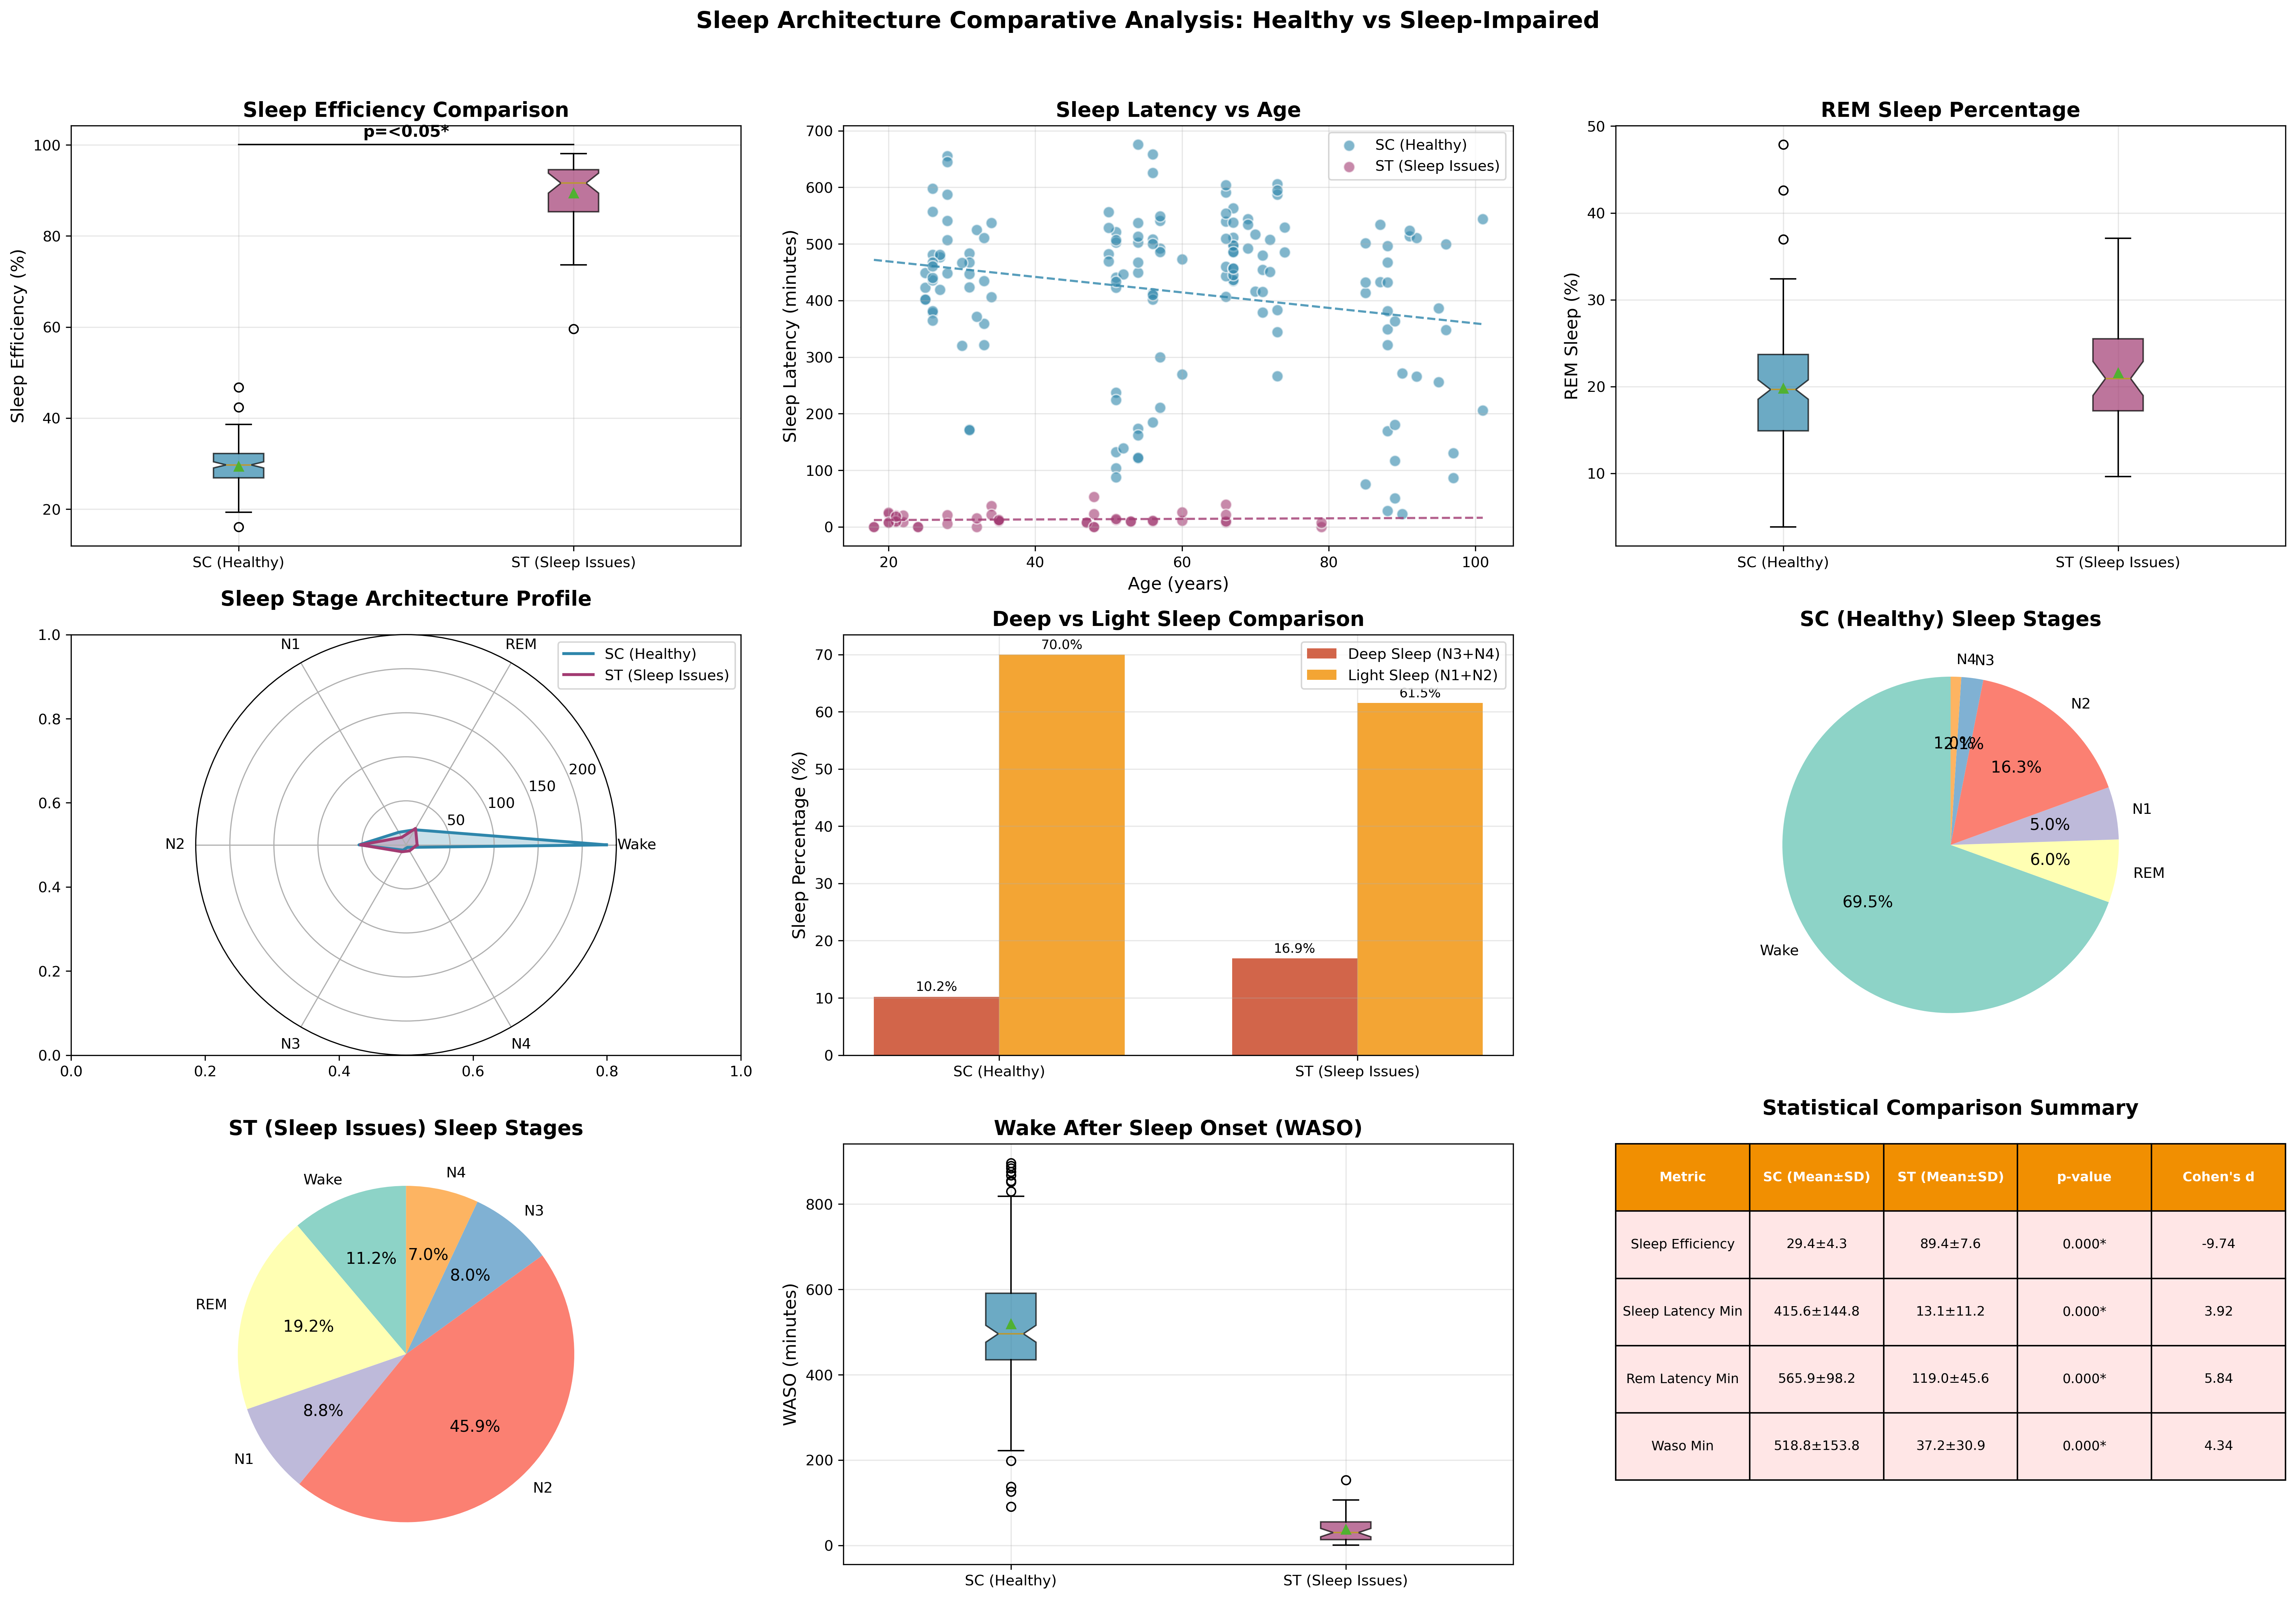 Sleep Architecture Comparative Analysis: Healthy vs Sleep-Impaired
Sleep Efficiency Comparison
p=<0.05*
Sleep Efficiency (%)
100
80
60
40
20
SC (Healthy)
ST (Sleep Issues)
Sleep Latency vs Age
SC (Healthy)
ST (Sleep Issues)
Sleep Latency (minutes)
700
600
500
400
300
200
100
0
20
40
60
80
100
Age (years)
REM Sleep Percentage
REM Sleep (%)
50
40
30
20
10
SC (Healthy)
ST (Sleep Issues)
Sleep Stage Architecture Profile
SC (Healthy)
ST (Sleep Issues)
1.0
0.8
0.6
0.4
0.2
0.0
0.0
0.2
0.4
0.6
0.8
1.0
N1
REM
N2
Wake
N3
N4
50
100
150
200
Deep vs Light Sleep Comparison
Deep Sleep (N3+N4)
Light Sleep (N1+N2)
Sleep Percentage (%)
70
60
50
40
30
20
10
0
10.2%
70.0%
16.9%
61.5%
SC (Healthy)
ST (Sleep Issues)
SC (Healthy) Sleep Stages
N4
N3
N2
N1
REM
Wake
1.0%
2.1%
16.3%
5.0%
6.0%
69.5%
ST (Sleep Issues) Sleep Stages
Wake
N4
N3
REM
N1
N2
11.2%
7.0%
8.0%
19.2%
8.8%
45.9%
Wake After Sleep Onset (WASO)
WASO (minutes)
800
600
400
200
0
SC (Healthy)
ST (Sleep Issues)
Statistical Comparison Summary
Metric SC (Mean±SD) ST (Mean±SD) p-value Cohen's d
Sleep Efficiency 29.4±4.3 89.4±7.6 0.000* -9.74
Sleep Latency Min 415.6±144.8 13.1±11.2 0.000* 3.92
Rem Latency Min 565.9±98.2 119.0±45.6 0.000* 5.84
Waso Min 518.8±153.8 37.2±30.9 0.000* 4.34